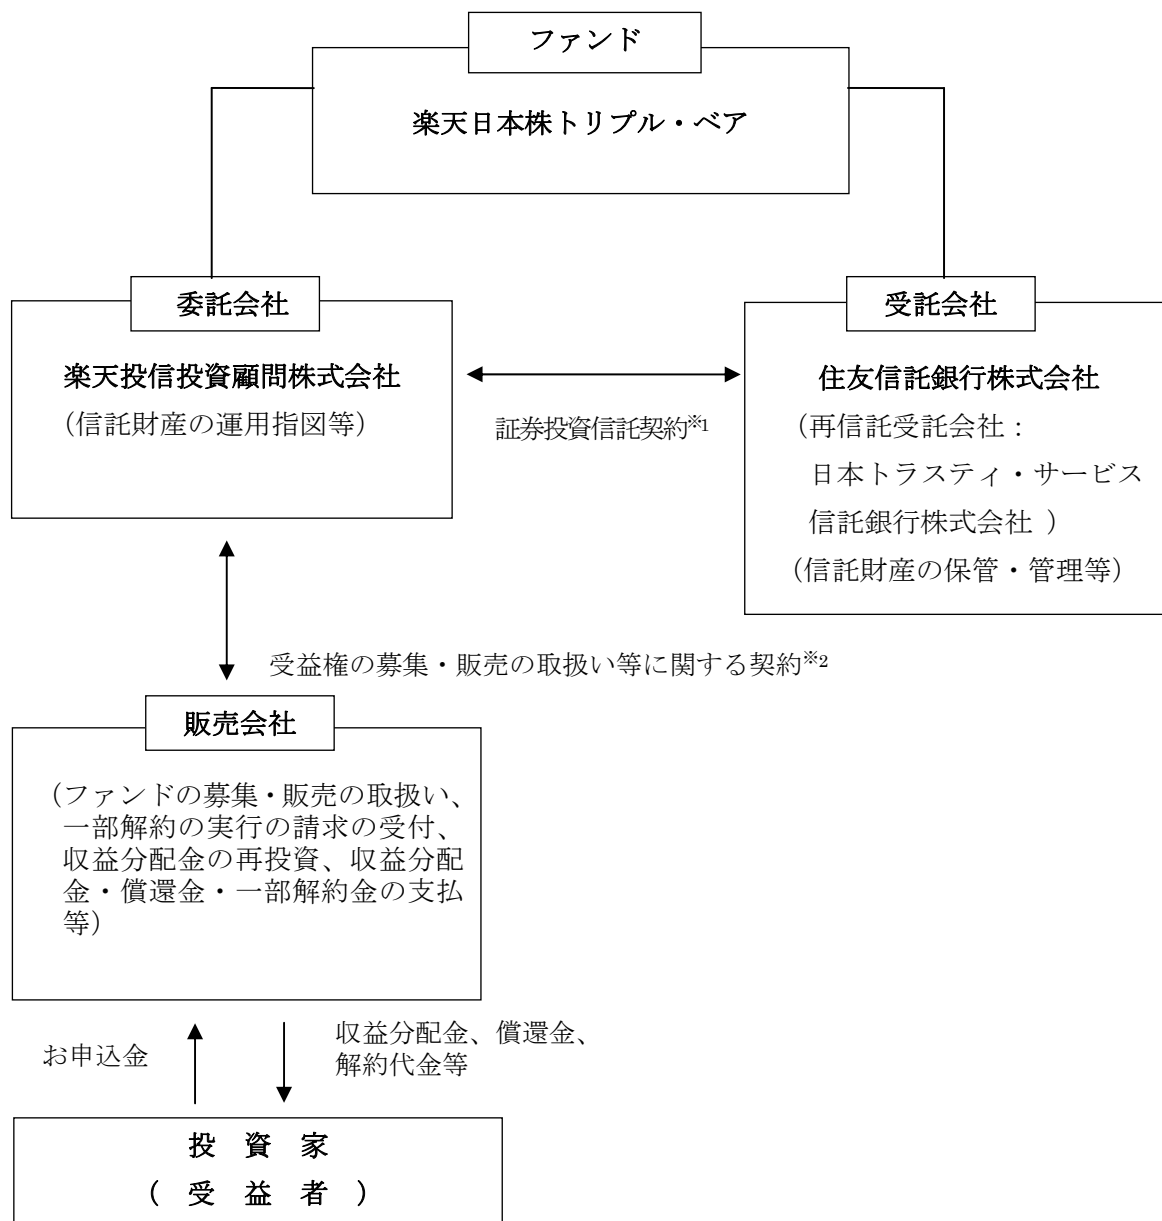 ファンド
楽天日本株トリプル・ベア
委託会社
楽天投信投資顧問株式会社
(信託財産の運用指図等)
証券投資信託契約※1
受託会社
住友信託銀行株式会社
(再信託受託会社:
日本トラスティ・サービス
信託銀行株式会社 )
(信託財産の保管・管理等)
受益権の募集・販売の取扱い等に関する契約※2
販売会社
(ファンドの募集・販売の取扱い、
一部解約の実行の請求の受付、
収益分配金の再投資、収益分配
金・償還金・一部解約金の支払
等)
お申込金
収益分配金、償還金、
解約代金等
投 資 家
( 受 益 者 )